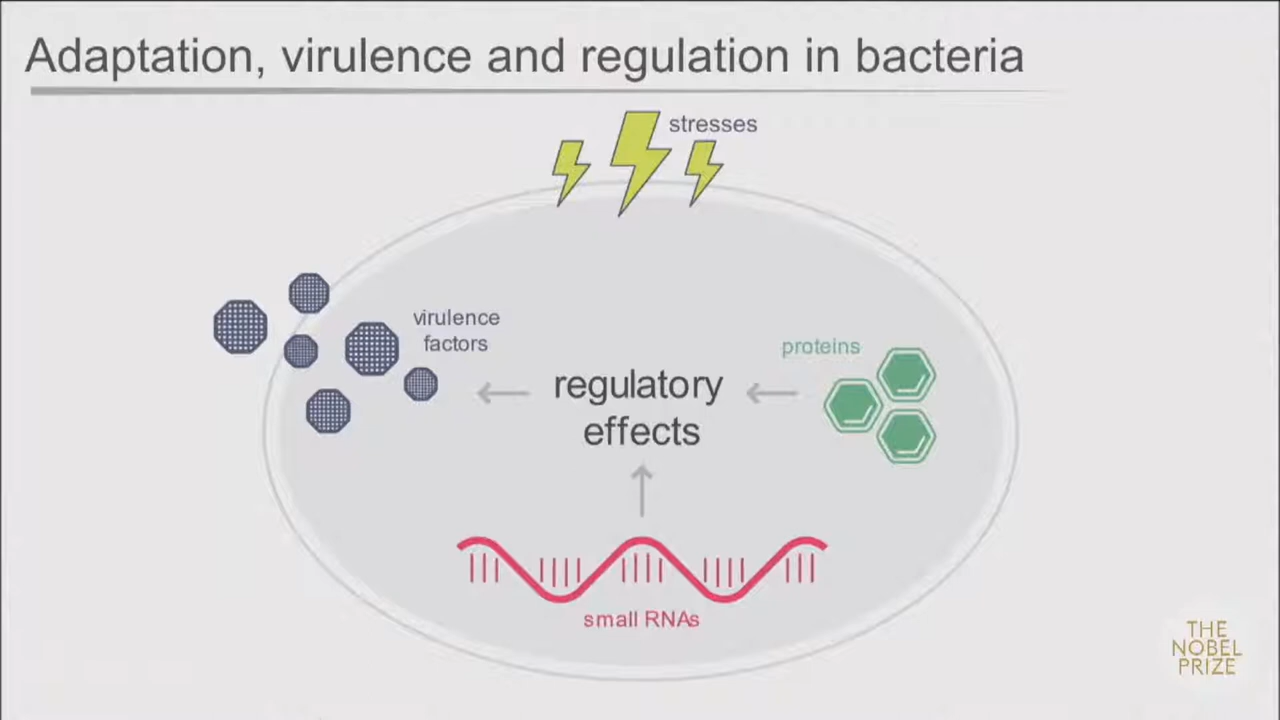 Adaptation, virulence and regulation in bacteria
stresses
virulence
factors
proteins
regulatory
effects
small RNAs
THE
NOBEL
PRIZE